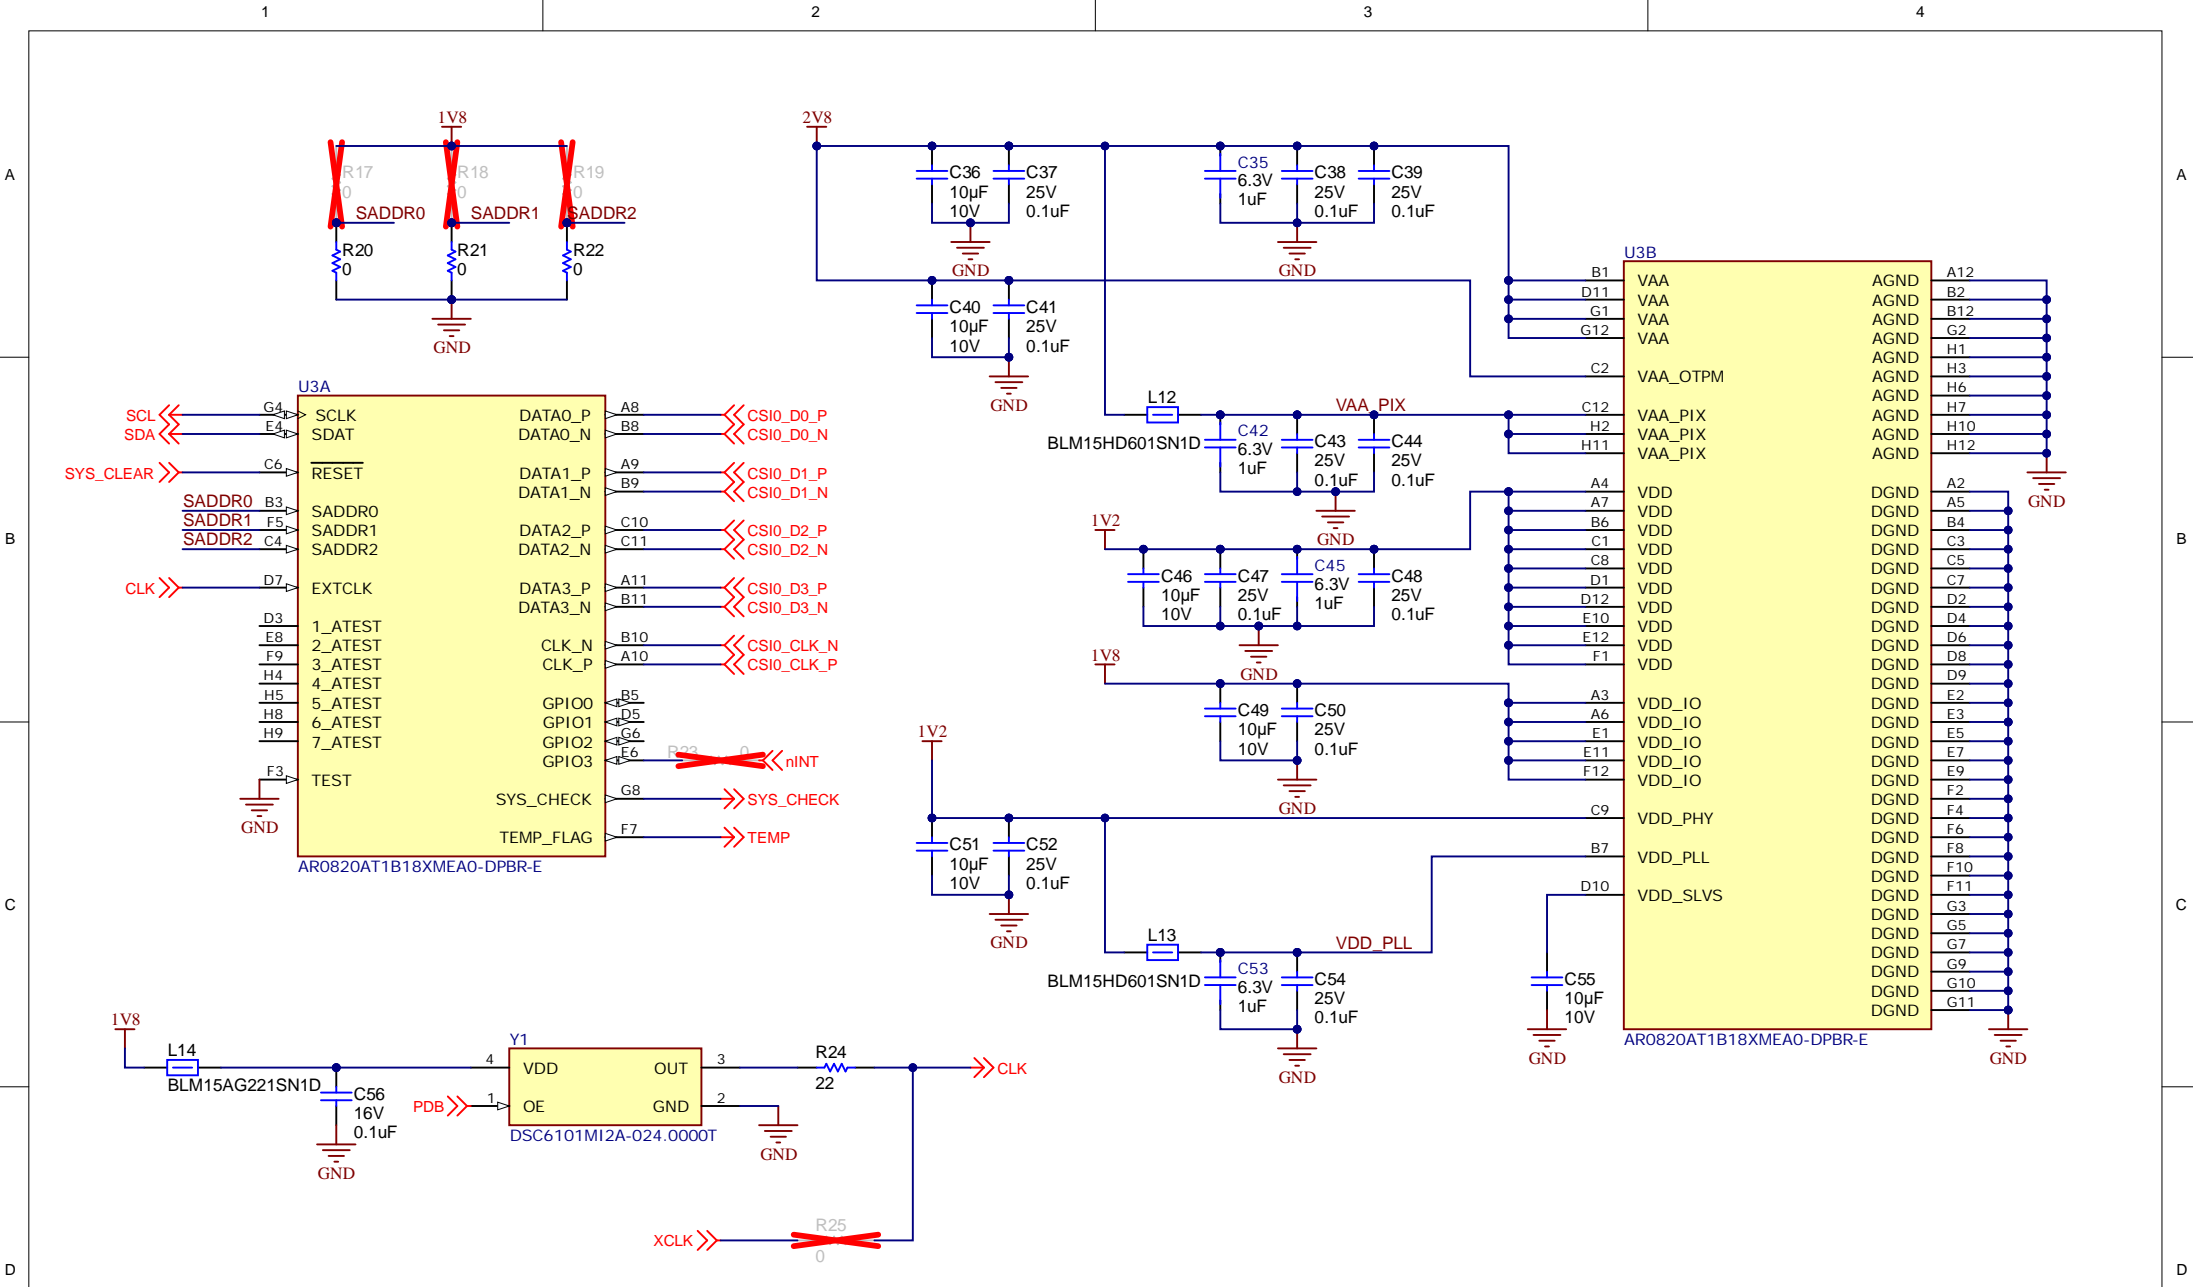 1 2 3 4
A A
B B
C C
D D
1V8
R17
0
R18
0
R19
0
SADDR0 SADDR1 SADDR2
R20
0
R21
0
R22
0
GND
2V8
C36
10µF
10V
C37
25V
0.1uF
GND
C35
6.3V
1uF
C38
25V
0.1uF
C39
25V
0.1uF
GND
C40
10µF
10V
C41
25V
0.1uF
GND
U3A
SCL G4 SCLK
SDA E4 SDAT
SYS_CLEAR C6 RESET
SADDR0 B3 SADDR0
SADDR1 F5 SADDR1
SADDR2 C4 SADDR2
CLK D7 EXTCLK
D3 1_ATEST
E8 2_ATEST
F9 3_ATEST
H4 4_ATEST
H5 5_ATEST
H8 6_ATEST
H9 7_ATEST
F3 TEST
GND
DATA0_P A8 CSI0_D0_P
DATA0_N B8 CSI0_D0_N
DATA1_P A9 CSI0_D1_P
DATA1_N B9 CSI0_D1_N
DATA2_P C10 CSI0_D2_P
DATA2_N C11 CSI0_D2_N
DATA3_P A11 CSI0_D3_P
DATA3_N B11 CSI0_D3_N
CLK_N B10 CSI0_CLK_N
CLK_P A10 CSI0_CLK_P
GPIO0 B5
GPIO1 D5
GPIO2 G6
GPIO3 E6 R23 0 nINT
SYS_CHECK G8 SYS_CHECK
TEMP_FLAG F7 TEMP
AR0820AT1B18XMEA0-DPBR-E
L12
BLM15HD601SN1D
VAA_PIX
C42
6.3V
1uF
C43
25V
0.1uF
C44
25V
0.1uF
GND
1V2
C46
10µF
10V
C47
25V
0.1uF
C45
6.3V
1uF
C48
25V
0.1uF
GND
1V8
C49
10µF
10V
C50
25V
0.1uF
GND
1V2
C51
10µF
10V
C52
25V
0.1uF
GND
L13
BLM15HD601SN1D
VDD_PLL
C53
6.3V
1uF
C54
25V
0.1uF
GND
C55
10µF
10V
GND
U3B
B1 VAA
D11 VAA
G1 VAA
G12 VAA
C2 VAA_OTPM
C12 VAA_PIX
H2 VAA_PIX
H11 VAA_PIX
A4 VDD
A7 VDD
B6 VDD
C1 VDD
C8 VDD
D1 VDD
D12 VDD
E10 VDD
E12 VDD
F1 VDD
A3 VDD_IO
A6 VDD_IO
E1 VDD_IO
E11 VDD_IO
F12 VDD_IO
C9 VDD_PHY
B7 VDD_PLL
D10 VDD_SLVS
AGND A12
AGND B2
AGND B12
AGND G2
AGND H1
AGND H3
AGND H6
AGND H7
AGND H10
AGND H12
GND
DGND A2
DGND A5
DGND B4
DGND C3
DGND C5
DGND C7
DGND D2
DGND D4
DGND D6
DGND D8
DGND D9
DGND E2
DGND E3
DGND E5
DGND E7
DGND E9
DGND F2
DGND F4
DGND F6
DGND F8
DGND F10
DGND F11
DGND G3
DGND G5
DGND G7
DGND G9
DGND G10
DGND G11
GND
AR0820AT1B18XMEA0-DPBR-E
1V8
L14
BLM15AG221SN1D
C56
16V
0.1uF
GND
Y1
4 VDD OUT 3
PDB 1 OE GND 2
DSC6101MI2A-024.0000T
GND
R24
22
CLK
XCLK
R25
0